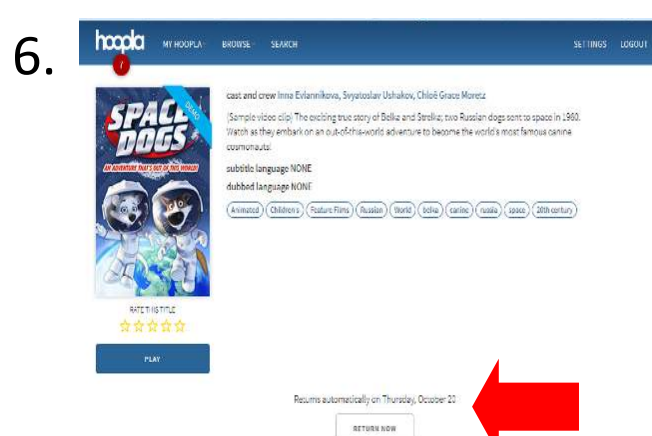 6.
hoopla MY HOOPLA BROWSE SEARCH SETTINGS LOGOUT
DEMO
SPACE
DOGS
AN ADVENTURE THAT'S OUT OF THIS WORLD!
cast and crew Inna Evlannikova, Svyatoslav Ushakov, Chloë Grace Moretz
(Sample video clip) The exciting true story of Belka and Strelka; two Russian dogs sent to space in 1960.
Watch as they embark on an out-of-this-world adventure to become the world's most famous canine
cosmonauts!
subtitle language NONE
dubbed language NONE
Animated Children's Feature Films Russian World belka canine russia space 20th century
RATE THIS TITLE
PLAY
Returns automatically on Thursday, October
RETURN NOW